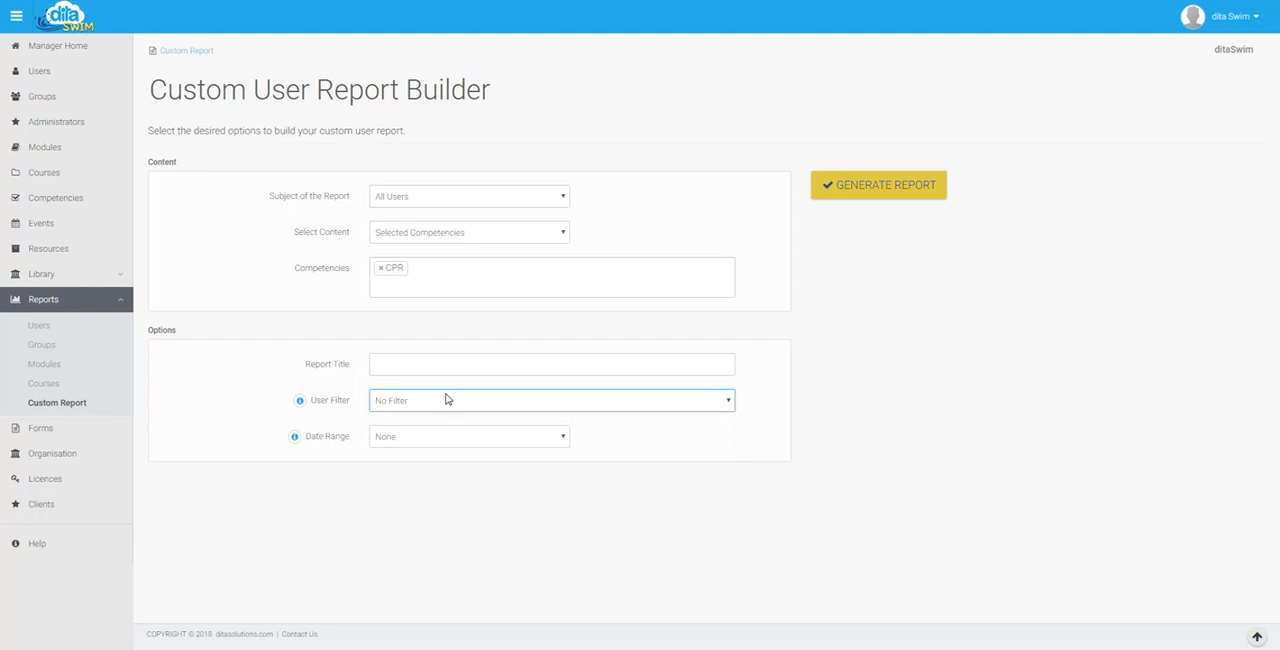 dita
SWIM
dita Swim
Manager Home
Users
Groups
Administrators
Modules
Courses
Competencies
Events
Resources
Library
Reports
Users
Groups
Modules
Courses
Custom Report
Forms
Organisation
Licences
Clients
Help
Custom Report
ditaSwim
Custom User Report Builder
Select the desired options to build your custom user report.
Content
Subject of the Report
All Users
Select Content
Selected Competencies
Competencies
× CPR
GENERATE REPORT
Options
Report Title
User Filter
No Filter
Date Range
None
COPYRIGHT © 2018 ditasolutions.com | Contact Us